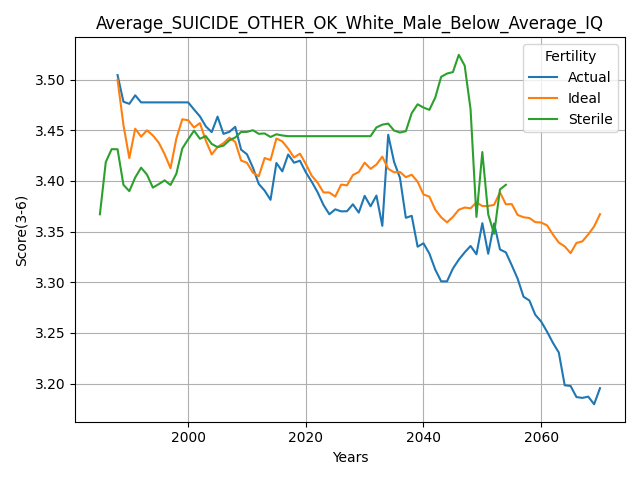 Average_SUICIDE_OTHER_OK_White_Male_Below_Average_IQ
Fertility
Actual
Ideal
Sterile
Score(3-6)
3.50
3.45
3.40
3.35
3.30
3.25
3.20
2000
2020
2040
2060
Years